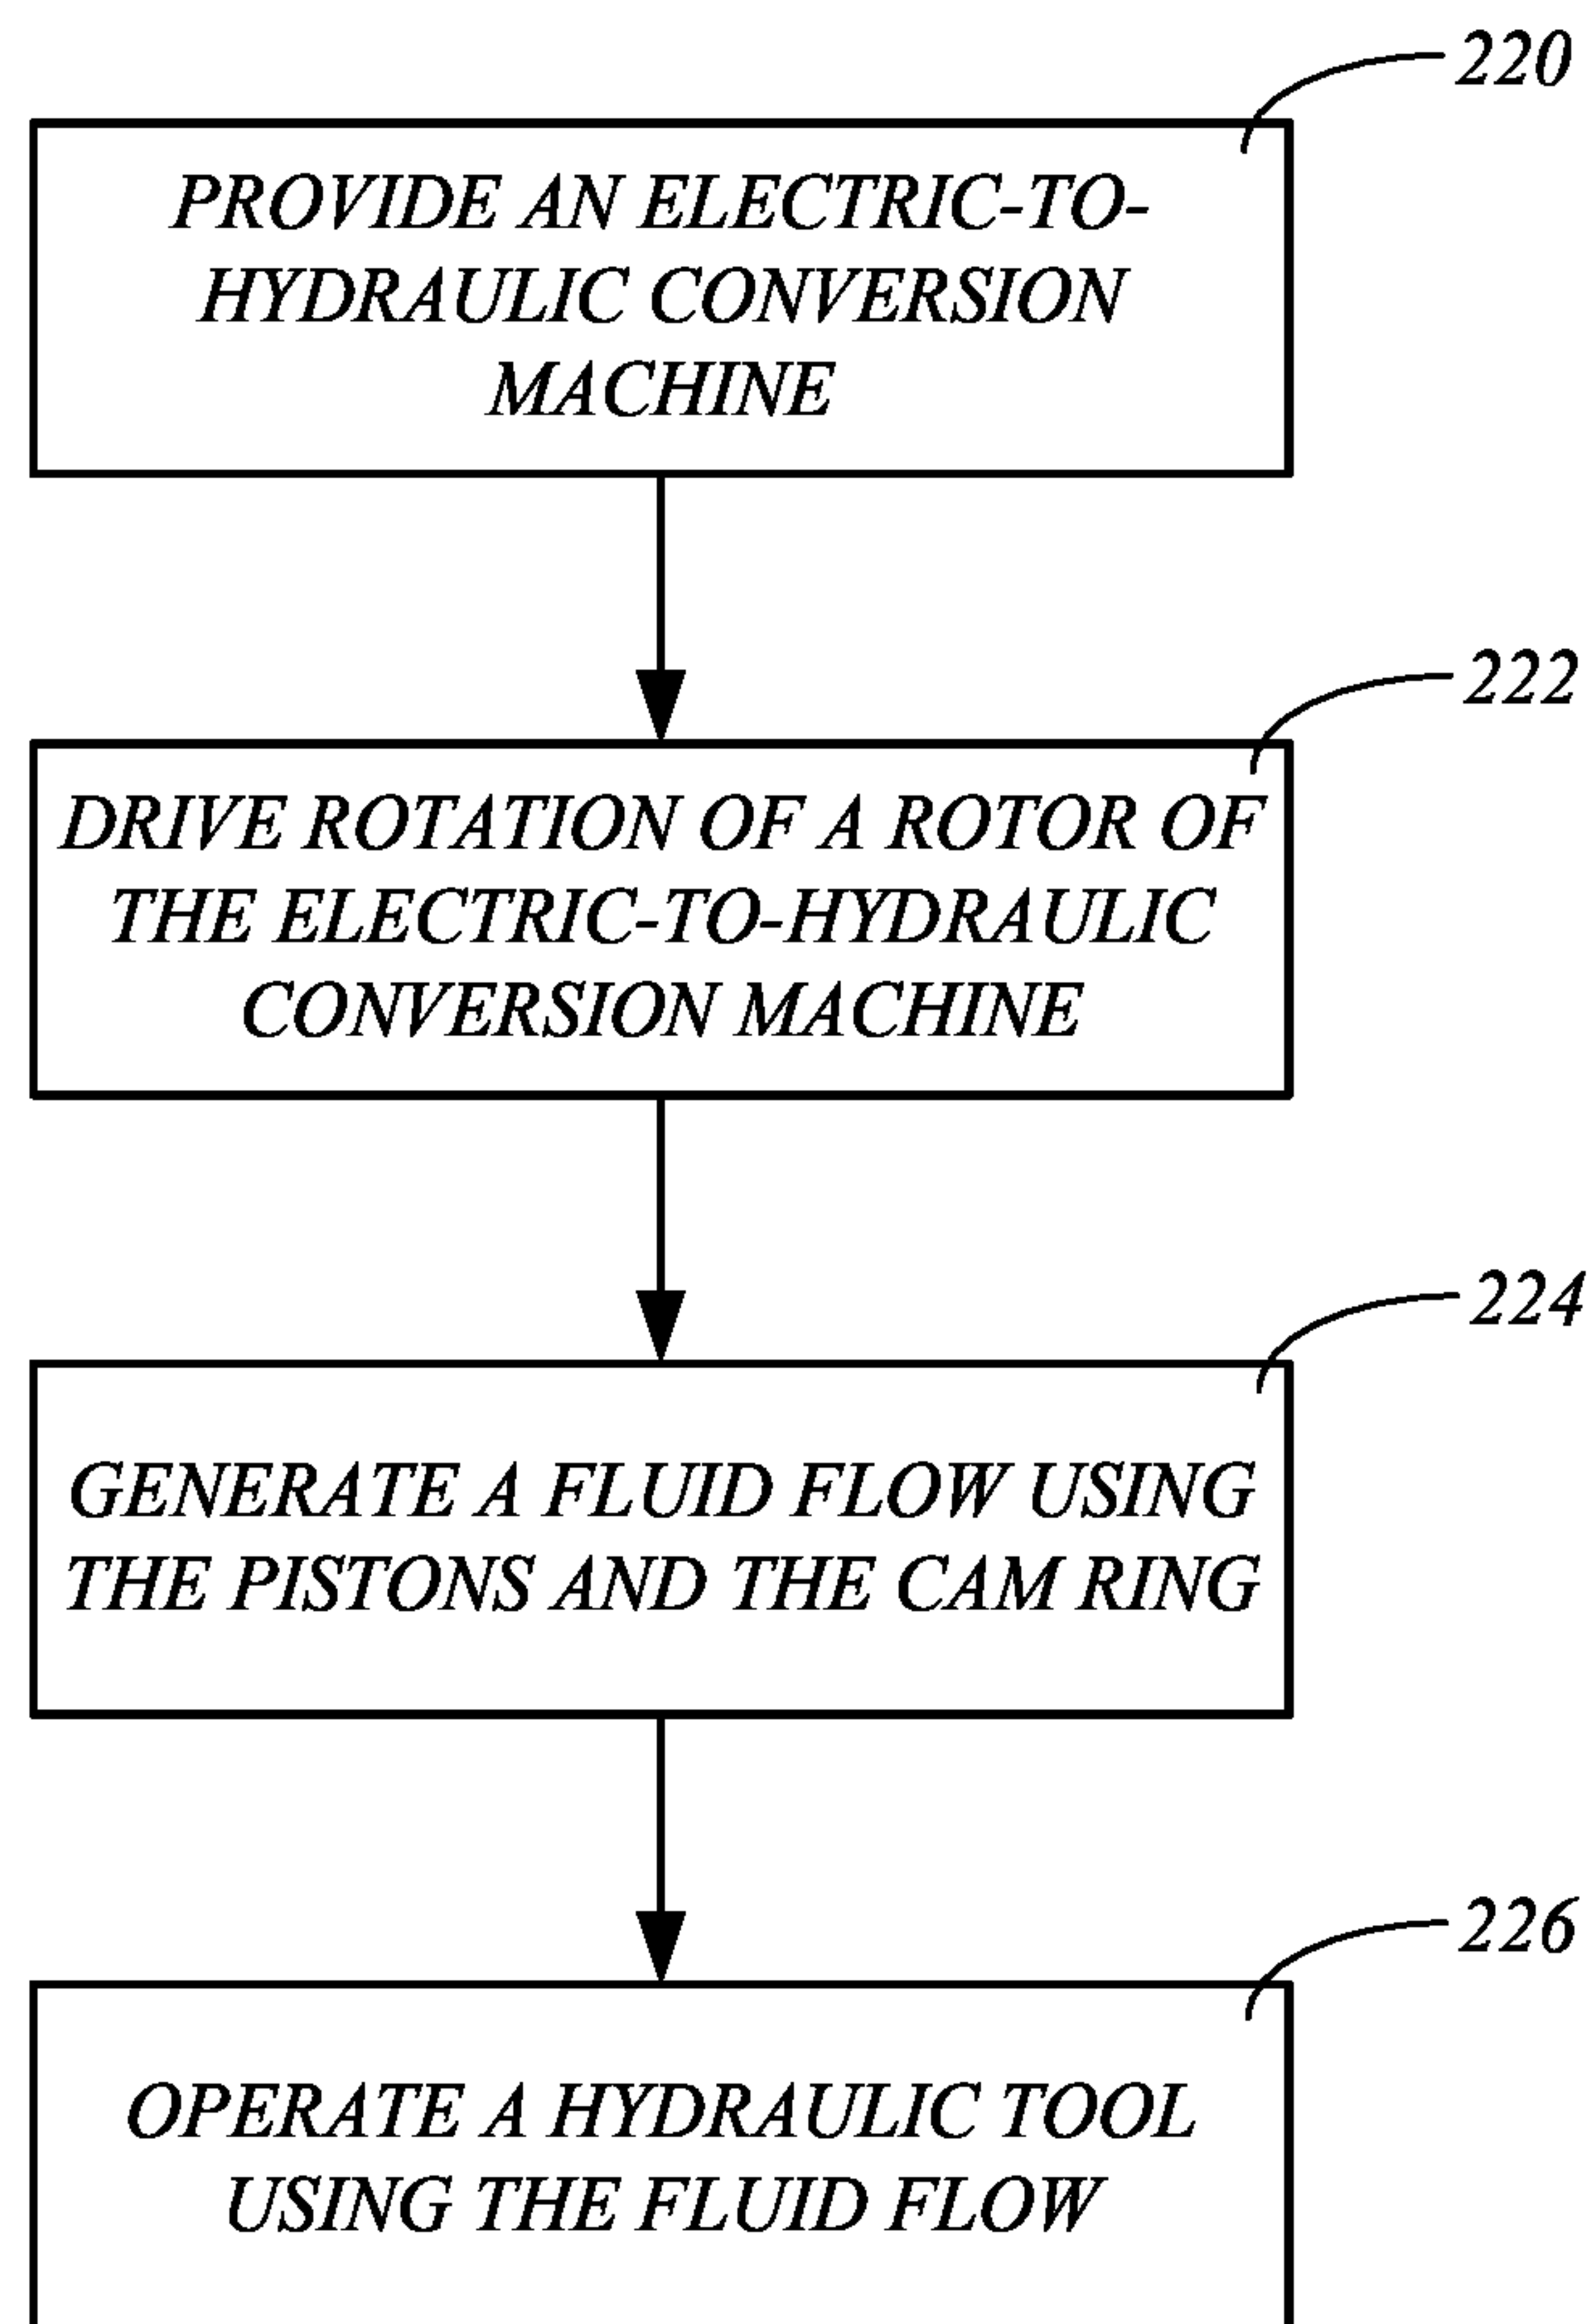 220
PROVIDE AN ELECTRIC-TO-
HYDRAULIC CONVERSION
MACHINE
222
DRIVE ROTATION OF A ROTOR OF
THE ELECTRIC-TO-HYDRAULIC
CONVERSION MACHINE
224
GENERATE A FLUID FLOW USING
THE PISTONS AND THE CAM RING
226
OPERATE A HYDRAULIC TOOL
USING THE FLUID FLOW